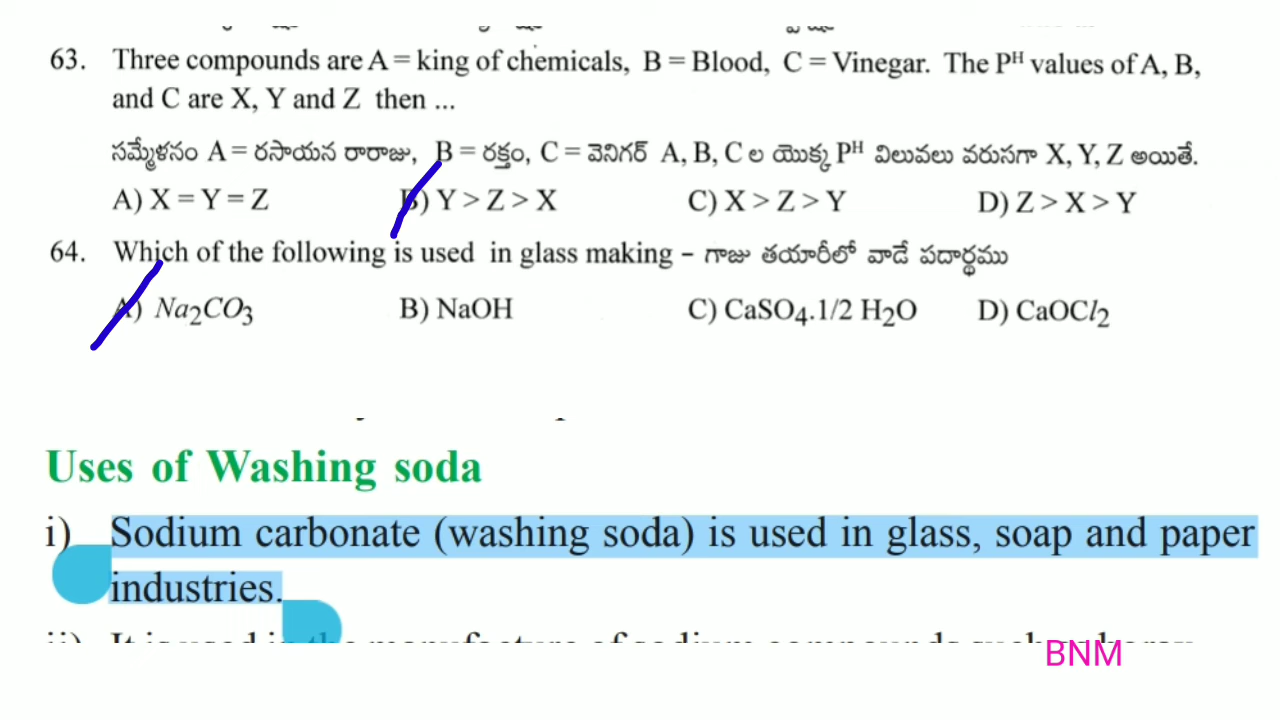 63. Three compounds are A = king of chemicals, B = Blood, C = Vinegar. The Pᴴ values of A, B,
and C are X, Y and Z then ...
సమ్మేళనం A = రసాయన రారాజు, B = రక్తం, C = వెనిగర్ A, B, C ల యొక్క Pᴴ విలువలు వరుసగా X, Y, Z అయితే.
A) X = Y = Z B) Y > Z > X C) X > Z > Y D) Z > X > Y
64. Which of the following is used in glass making – గాజు తయారీలో వాడే పదార్థము
A) Na₂CO₃ B) NaOH C) CaSO₄.1/2 H₂O D) CaOCl₂
Uses of Washing soda
i) Sodium carbonate (washing soda) is used in glass, soap and paper
industries.
BNM